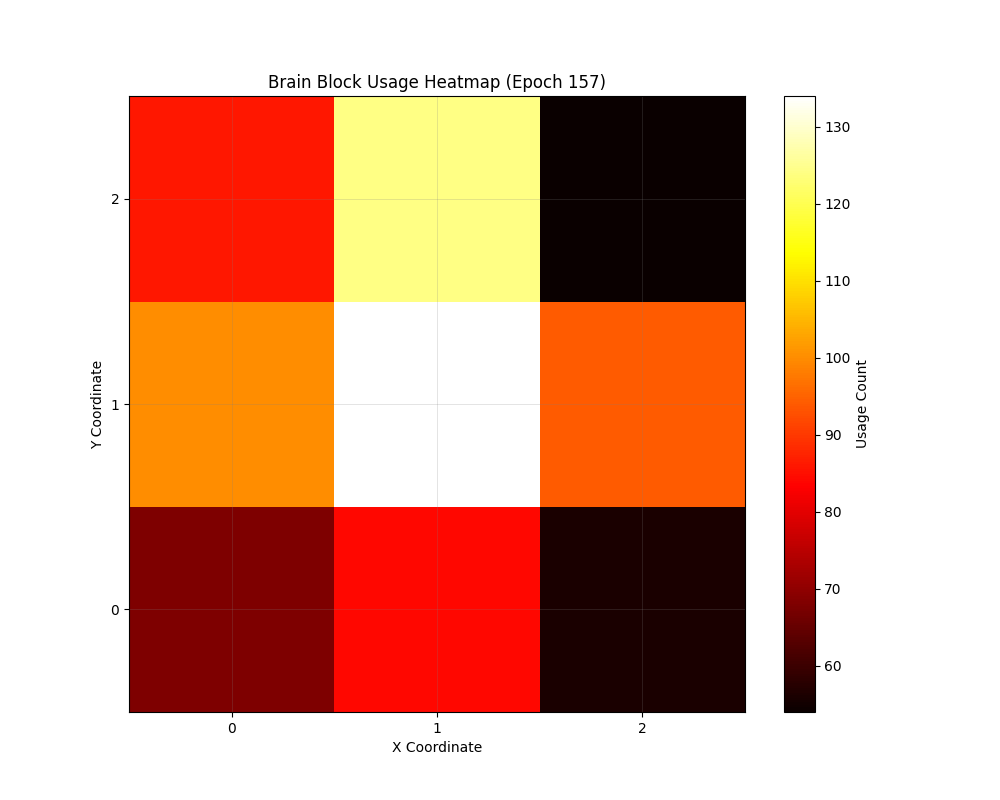 Brain Block Usage Heatmap (Epoch 157)
2
1
0
Y Coordinate
0 1 2
X Coordinate
130
120
110
100
90
80
70
60
Usage Count